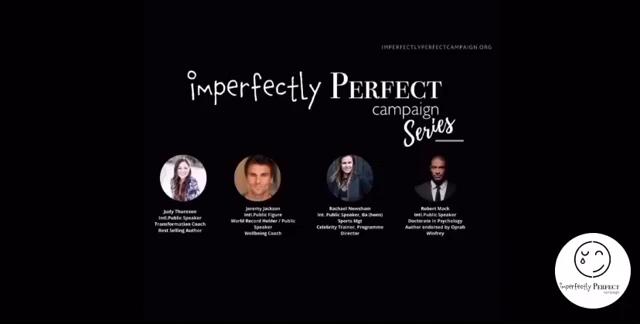 IMPERFECTLYPERFECTCAMPAIGN.ORG
imperfectly PERFECT
campaign
Series
Judy Thureson
Intl.Public Speaker
Transformation Coach
Best Selling Author
Jeremy Jackson
Intl.Public Figure
World Record Holder / Public
Speaker
Wellbeing Coach
Rachael Newsham
Int. Public Speaker, Ba (hons)
Sports Mgt
Celebrity Trainer, Programme
Director
Robert Mack
Intl.Public Speaker
Doctorate in Psychology
Author endorsed by Oprah
Winfrey
imperfectly PERFECT
campaign